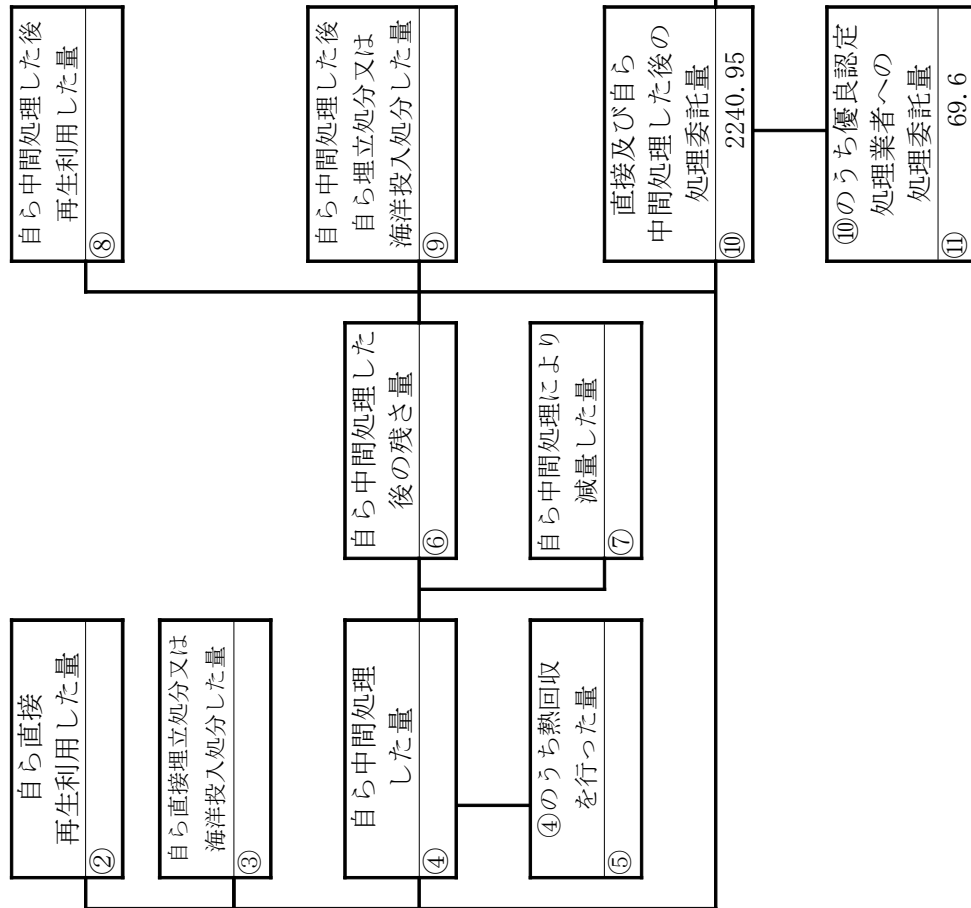 自ら直接
再生利用した量
②
自ら直接埋立処分又は
海洋投入処分した量
③
自ら中間処理
した量
④
④のうち熱回収
を行った量
⑤
自ら中間処理した
後の残さ量
⑥
自ら中間処理により
減量した量
⑦
自ら中間処理した後
再生利用した量
⑧
自ら中間処理した後
自ら埋立処分又は
海洋投入処分した量
⑨
直接及び自ら
中間処理した後の
処理委託量
⑩ 2240.95
⑩のうち優良認定
処理業者への
処理委託量
⑪ 69.6